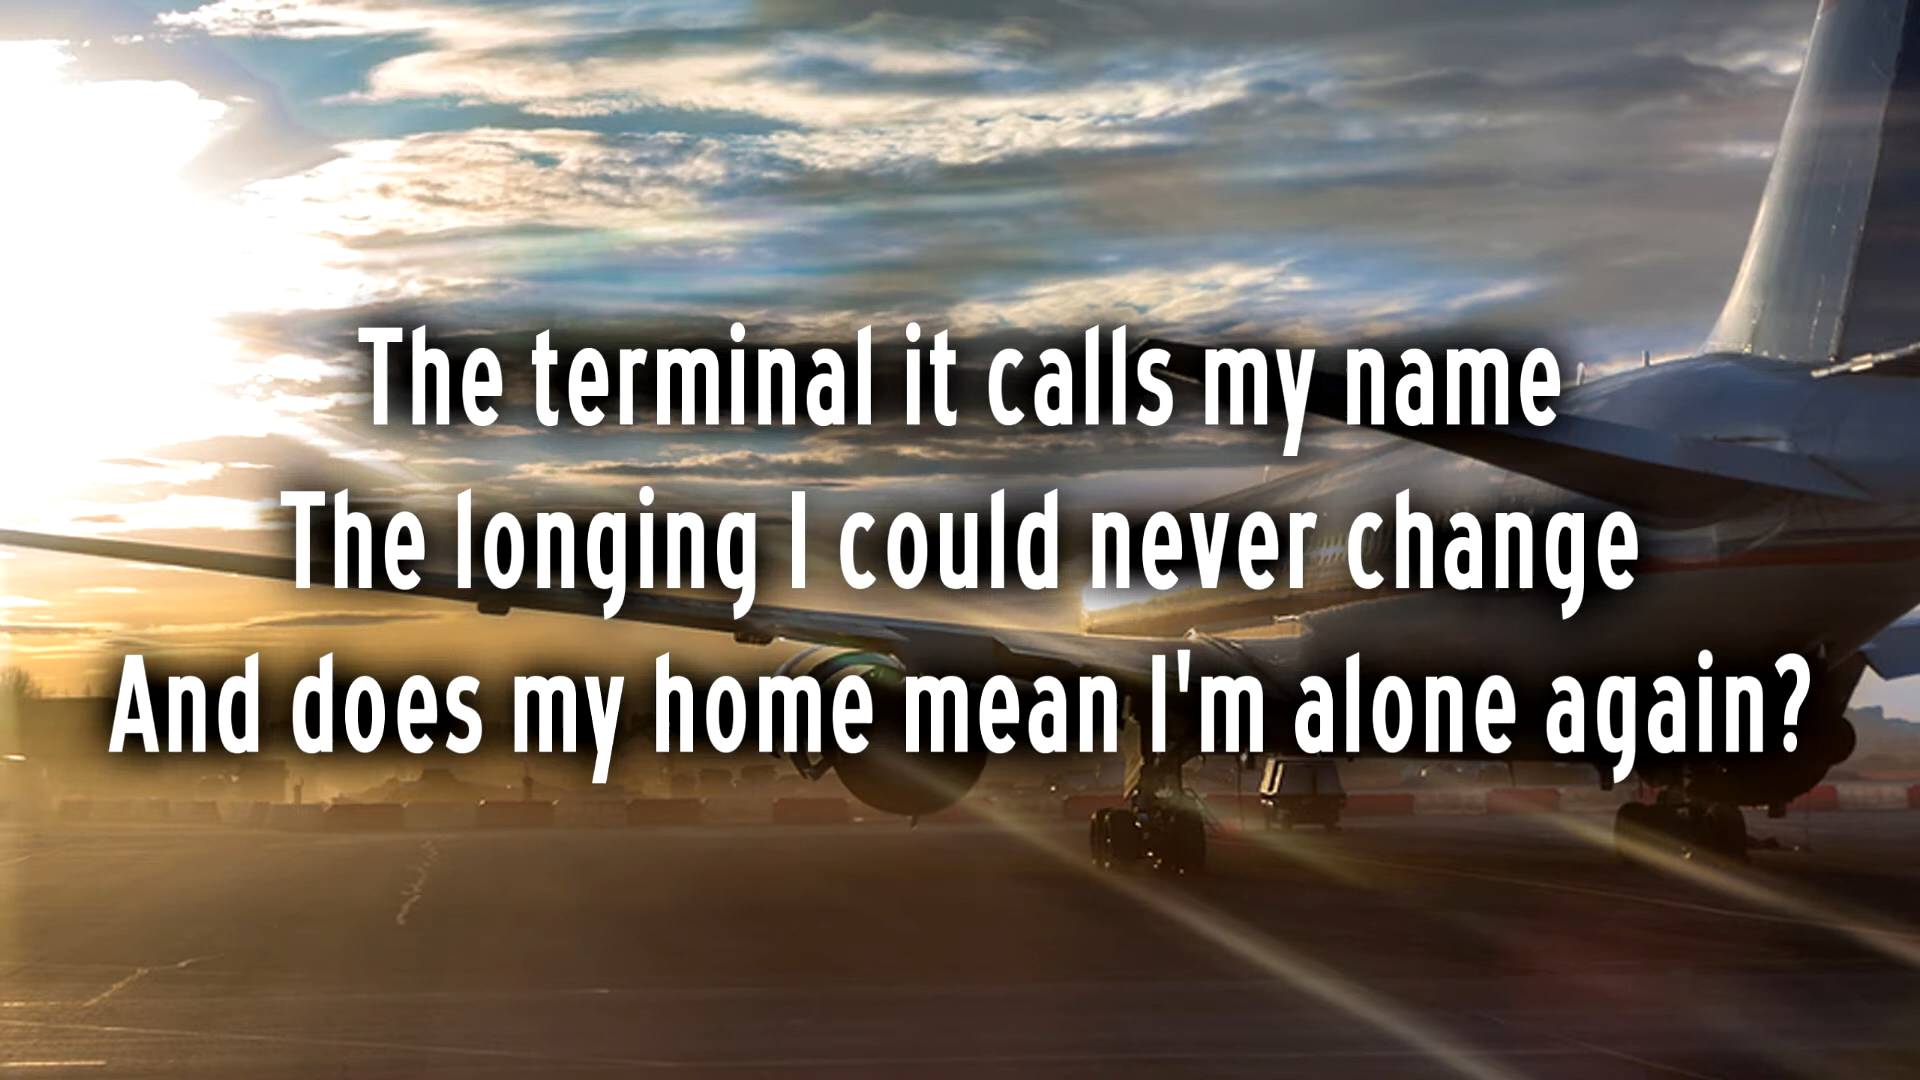 The terminal it calls my name
The longing I could never change
And does my home mean I'm alone again?